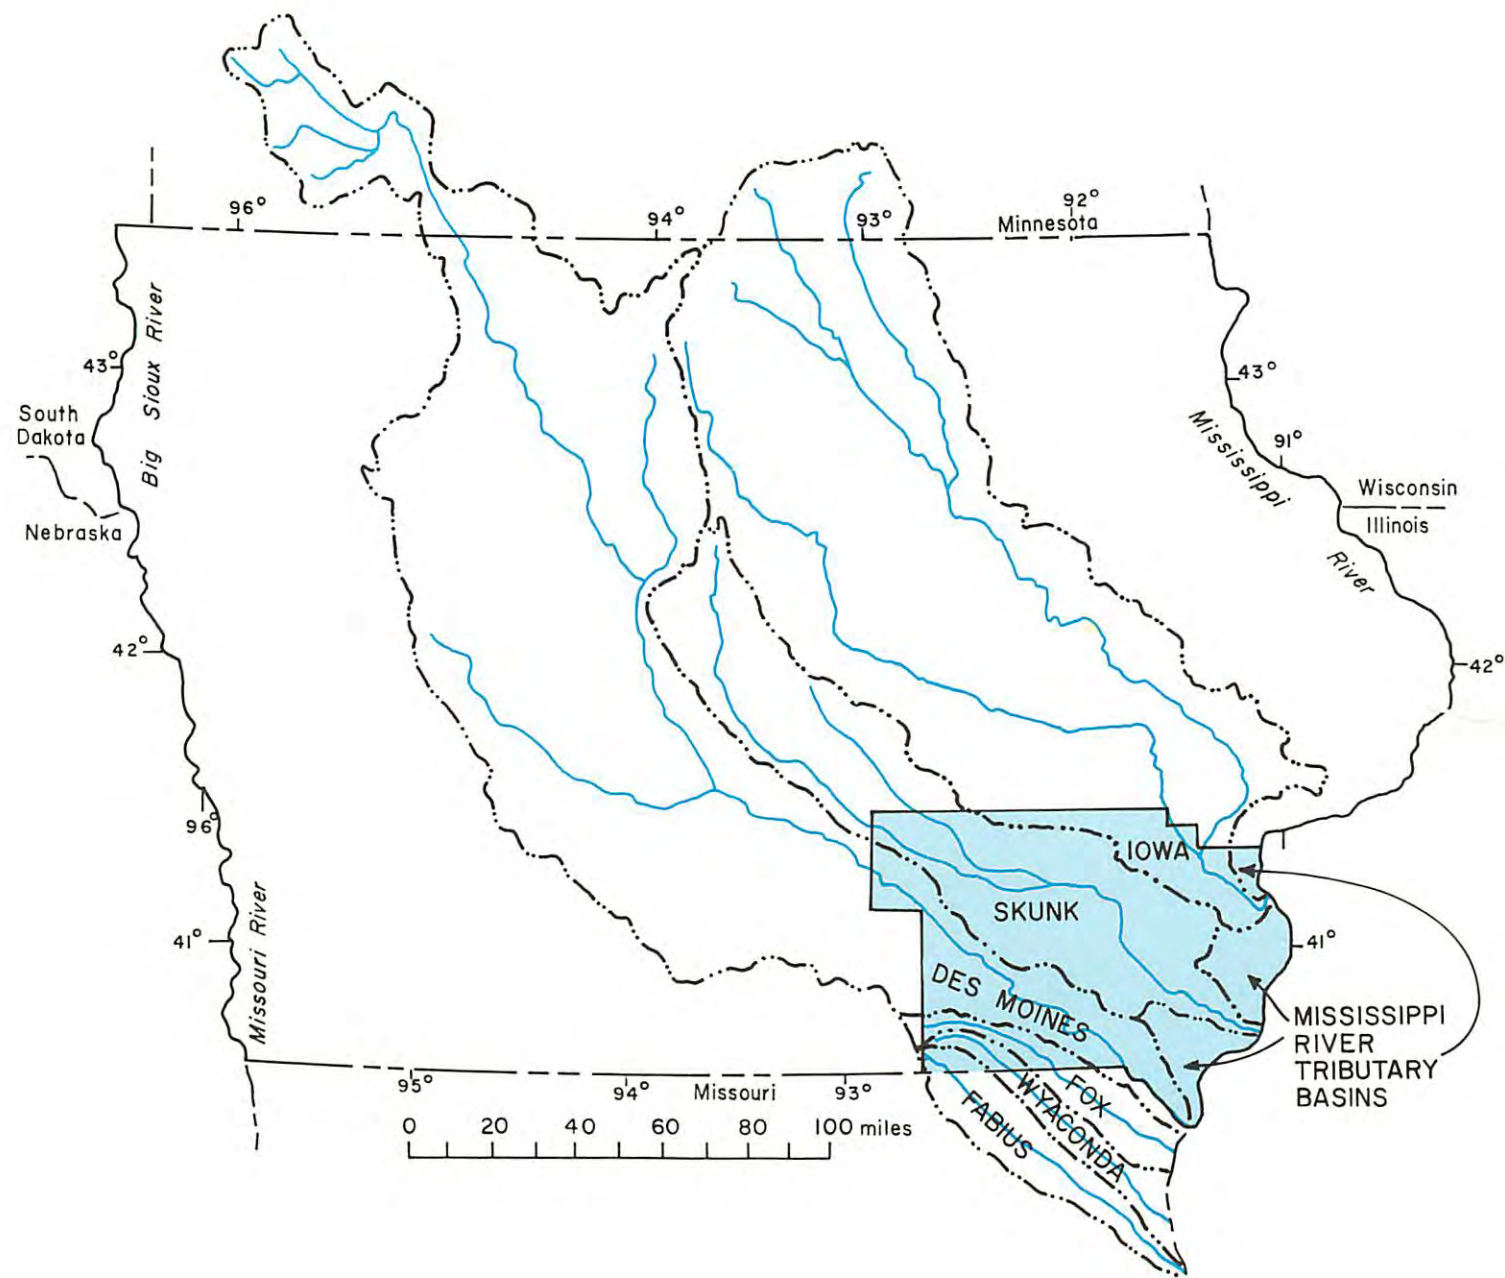 96°
94°
93°
92°
Minnesota
Big Sioux River
43°
43°
South
Dakota
Nebraska
Mississippi
River
91°
Wisconsin
Illinois
42°
42°
96°
IOWA
SKUNK
DES MOINES
41°
41°
Missouri River
MISSISSIPPI
RIVER
TRIBUTARY
BASINS
FOX
WYACONDA
FABIUS
95°
94°
Missouri
93°
0 20 40 60 80 100 miles